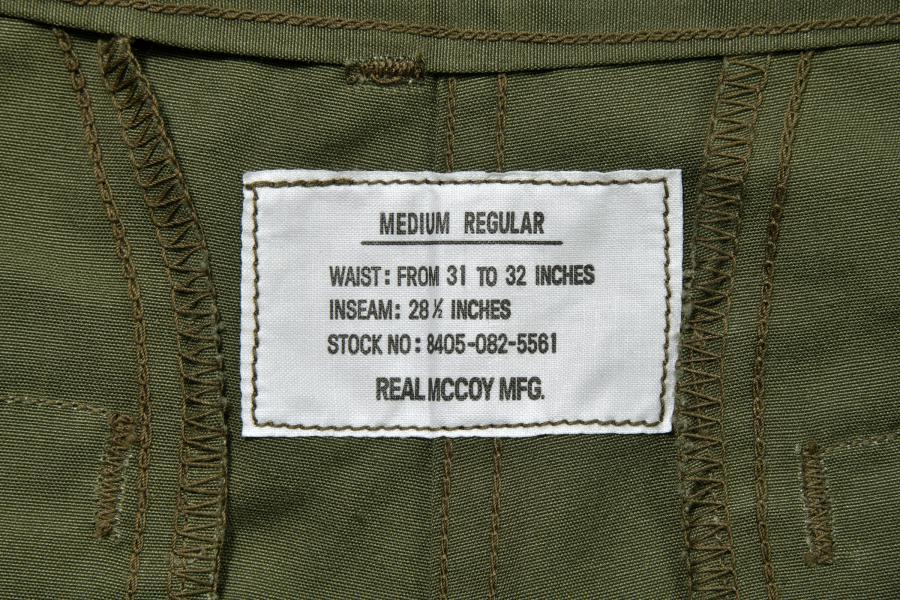 MEDIUM REGULAR
WAIST: FROM 31 TO 32 INCHES
INSEAM: 28½ INCHES
STOCK NO: 8405-082-5561
REAL MCCOY MFG.